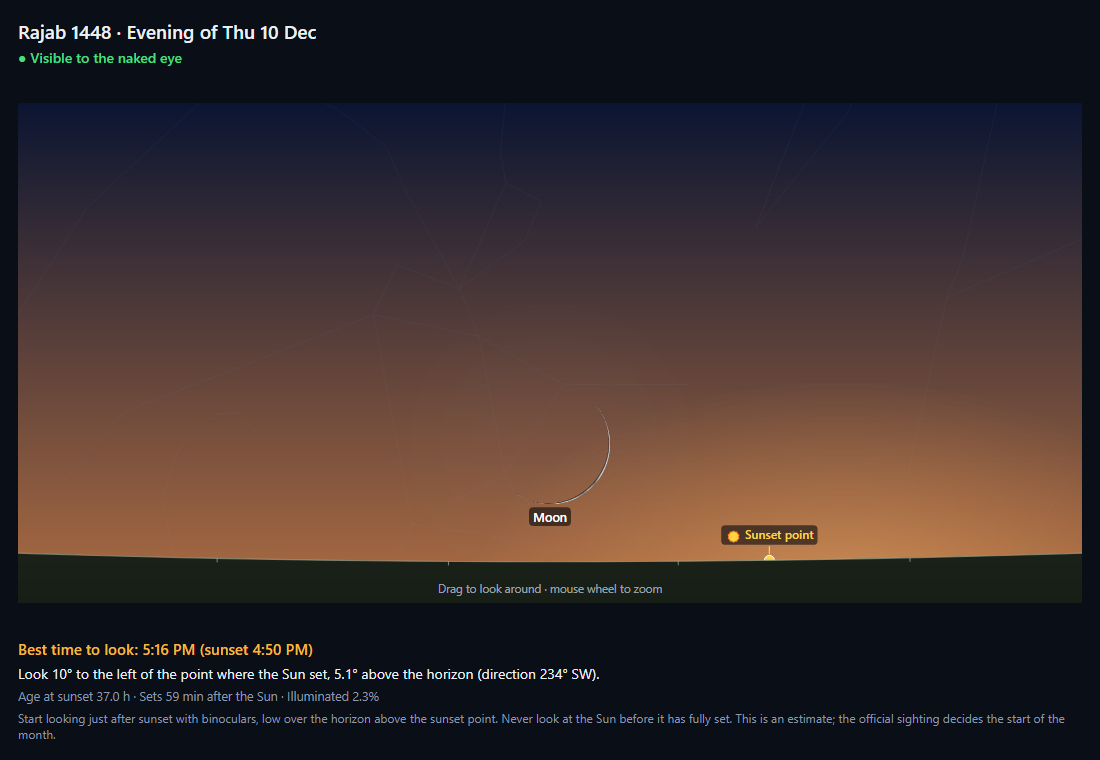 Rajab 1448 · Evening of Thu 10 Dec
● Visible to the naked eye
Moon
Sunset point
Drag to look around · mouse wheel to zoom
Best time to look: 5:16 PM (sunset 4:50 PM)
Look 10° to the left of the point where the Sun set, 5.1° above the horizon (direction 234° SW).
Age at sunset 37.0 h · Sets 59 min after the Sun · Illuminated 2.3%
Start looking just after sunset with binoculars, low over the horizon above the sunset point. Never look at the Sun before it has fully set. This is an estimate; the official sighting decides the start of the
month.